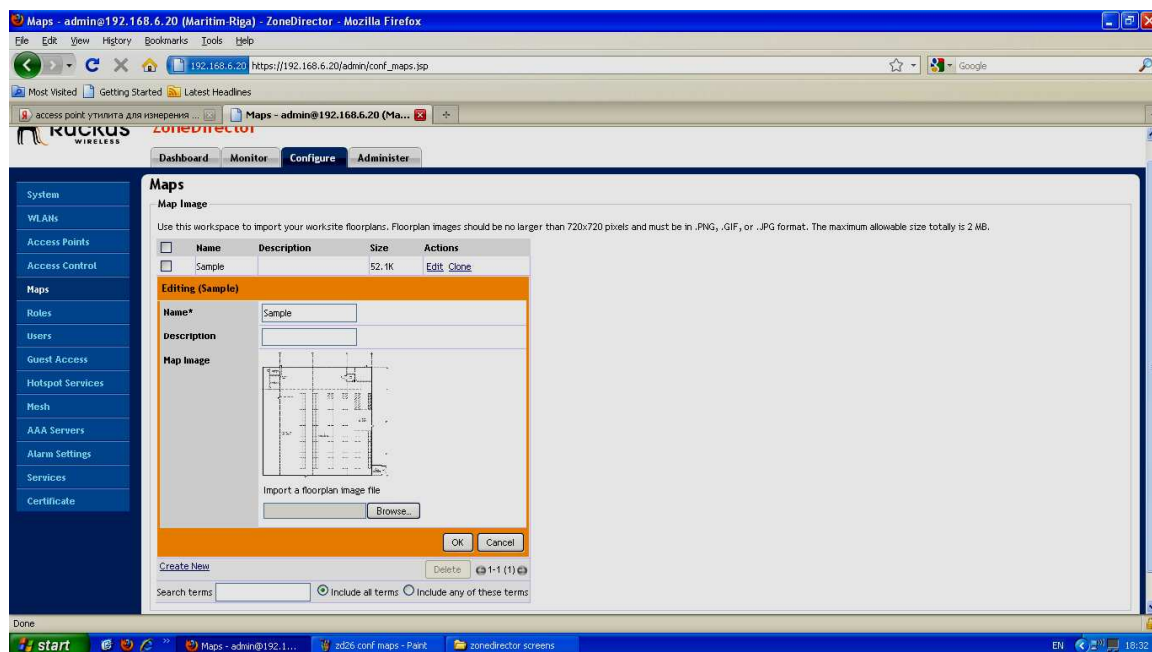 Maps - admin@192.168.6.20 (Maritim-Riga) - ZoneDirector - Mozilla Firefox
File Edit View History Bookmarks Tools Help
192.168.6.20 https://192.168.6.20/admin/conf_maps.jsp Google
Most Visited Getting Started Latest Headlines
access point утилита для измерения ... Maps - admin@192.168.6.20 (Ma...
RUCKUS ZoneDirector
WIRELESS
Dashboard Monitor Configure Administer
System
WLANs
Access Points
Access Control
Maps
Roles
Users
Guest Access
Hotspot Services
Mesh
AAA Servers
Alarm Settings
Services
Certificate
Maps
Map Image
Use this workspace to import your worksite floorplans. Floorplan images should be no larger than 720x720 pixels and must be in .PNG, .GIF, or .JPG format. The maximum allowable size totally is 2 MB.
Name Description Size Actions
Sample 52.1K Edit Clone
Editing (Sample)
Name* Sample
Description
Map Image
Import a floorplan image file
Browse...
OK Cancel
Create New Delete 1-1 (1)
Search terms Include all terms Include any of these terms
Done
start Maps - admin@192.1... zd26 conf maps - Paint zonedirector screens EN 18:32